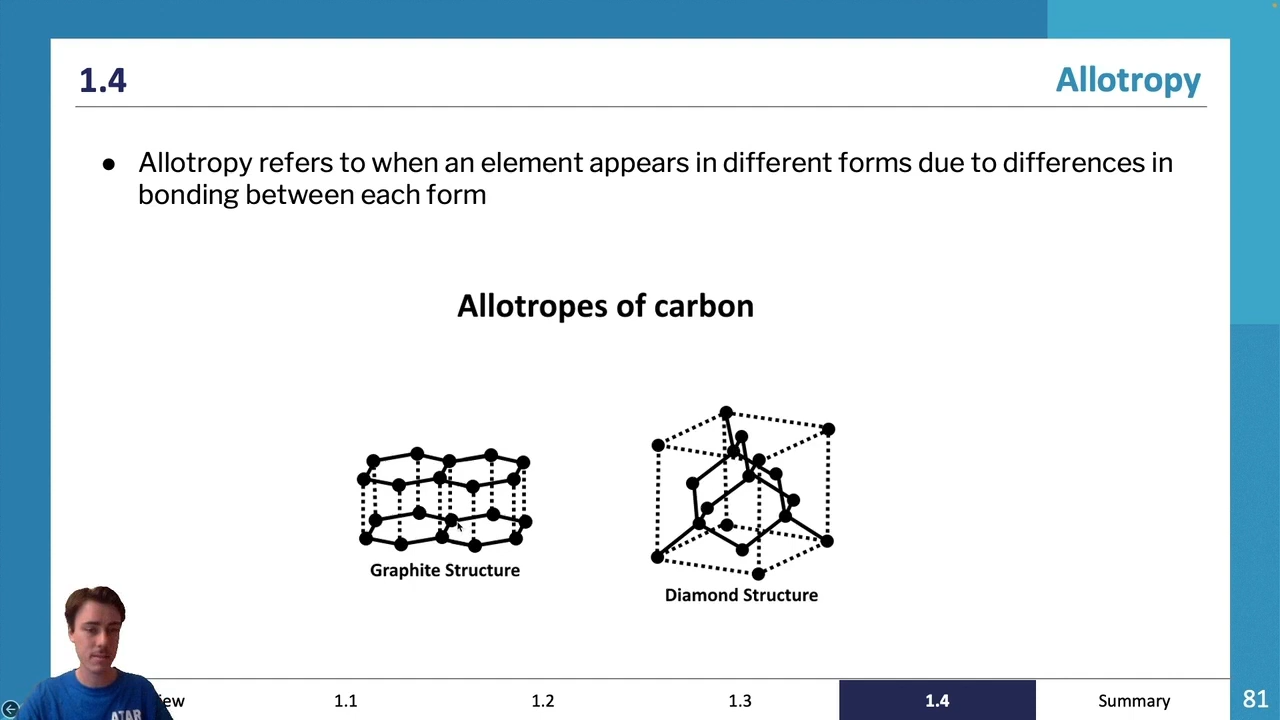 1.4
Allotropy
● Allotropy refers to when an element appears in different forms due to differences in
bonding between each form
Allotropes of carbon
Graphite Structure
Diamond Structure
ATAR
1.1
1.2
1.3
1.4
Summary
81